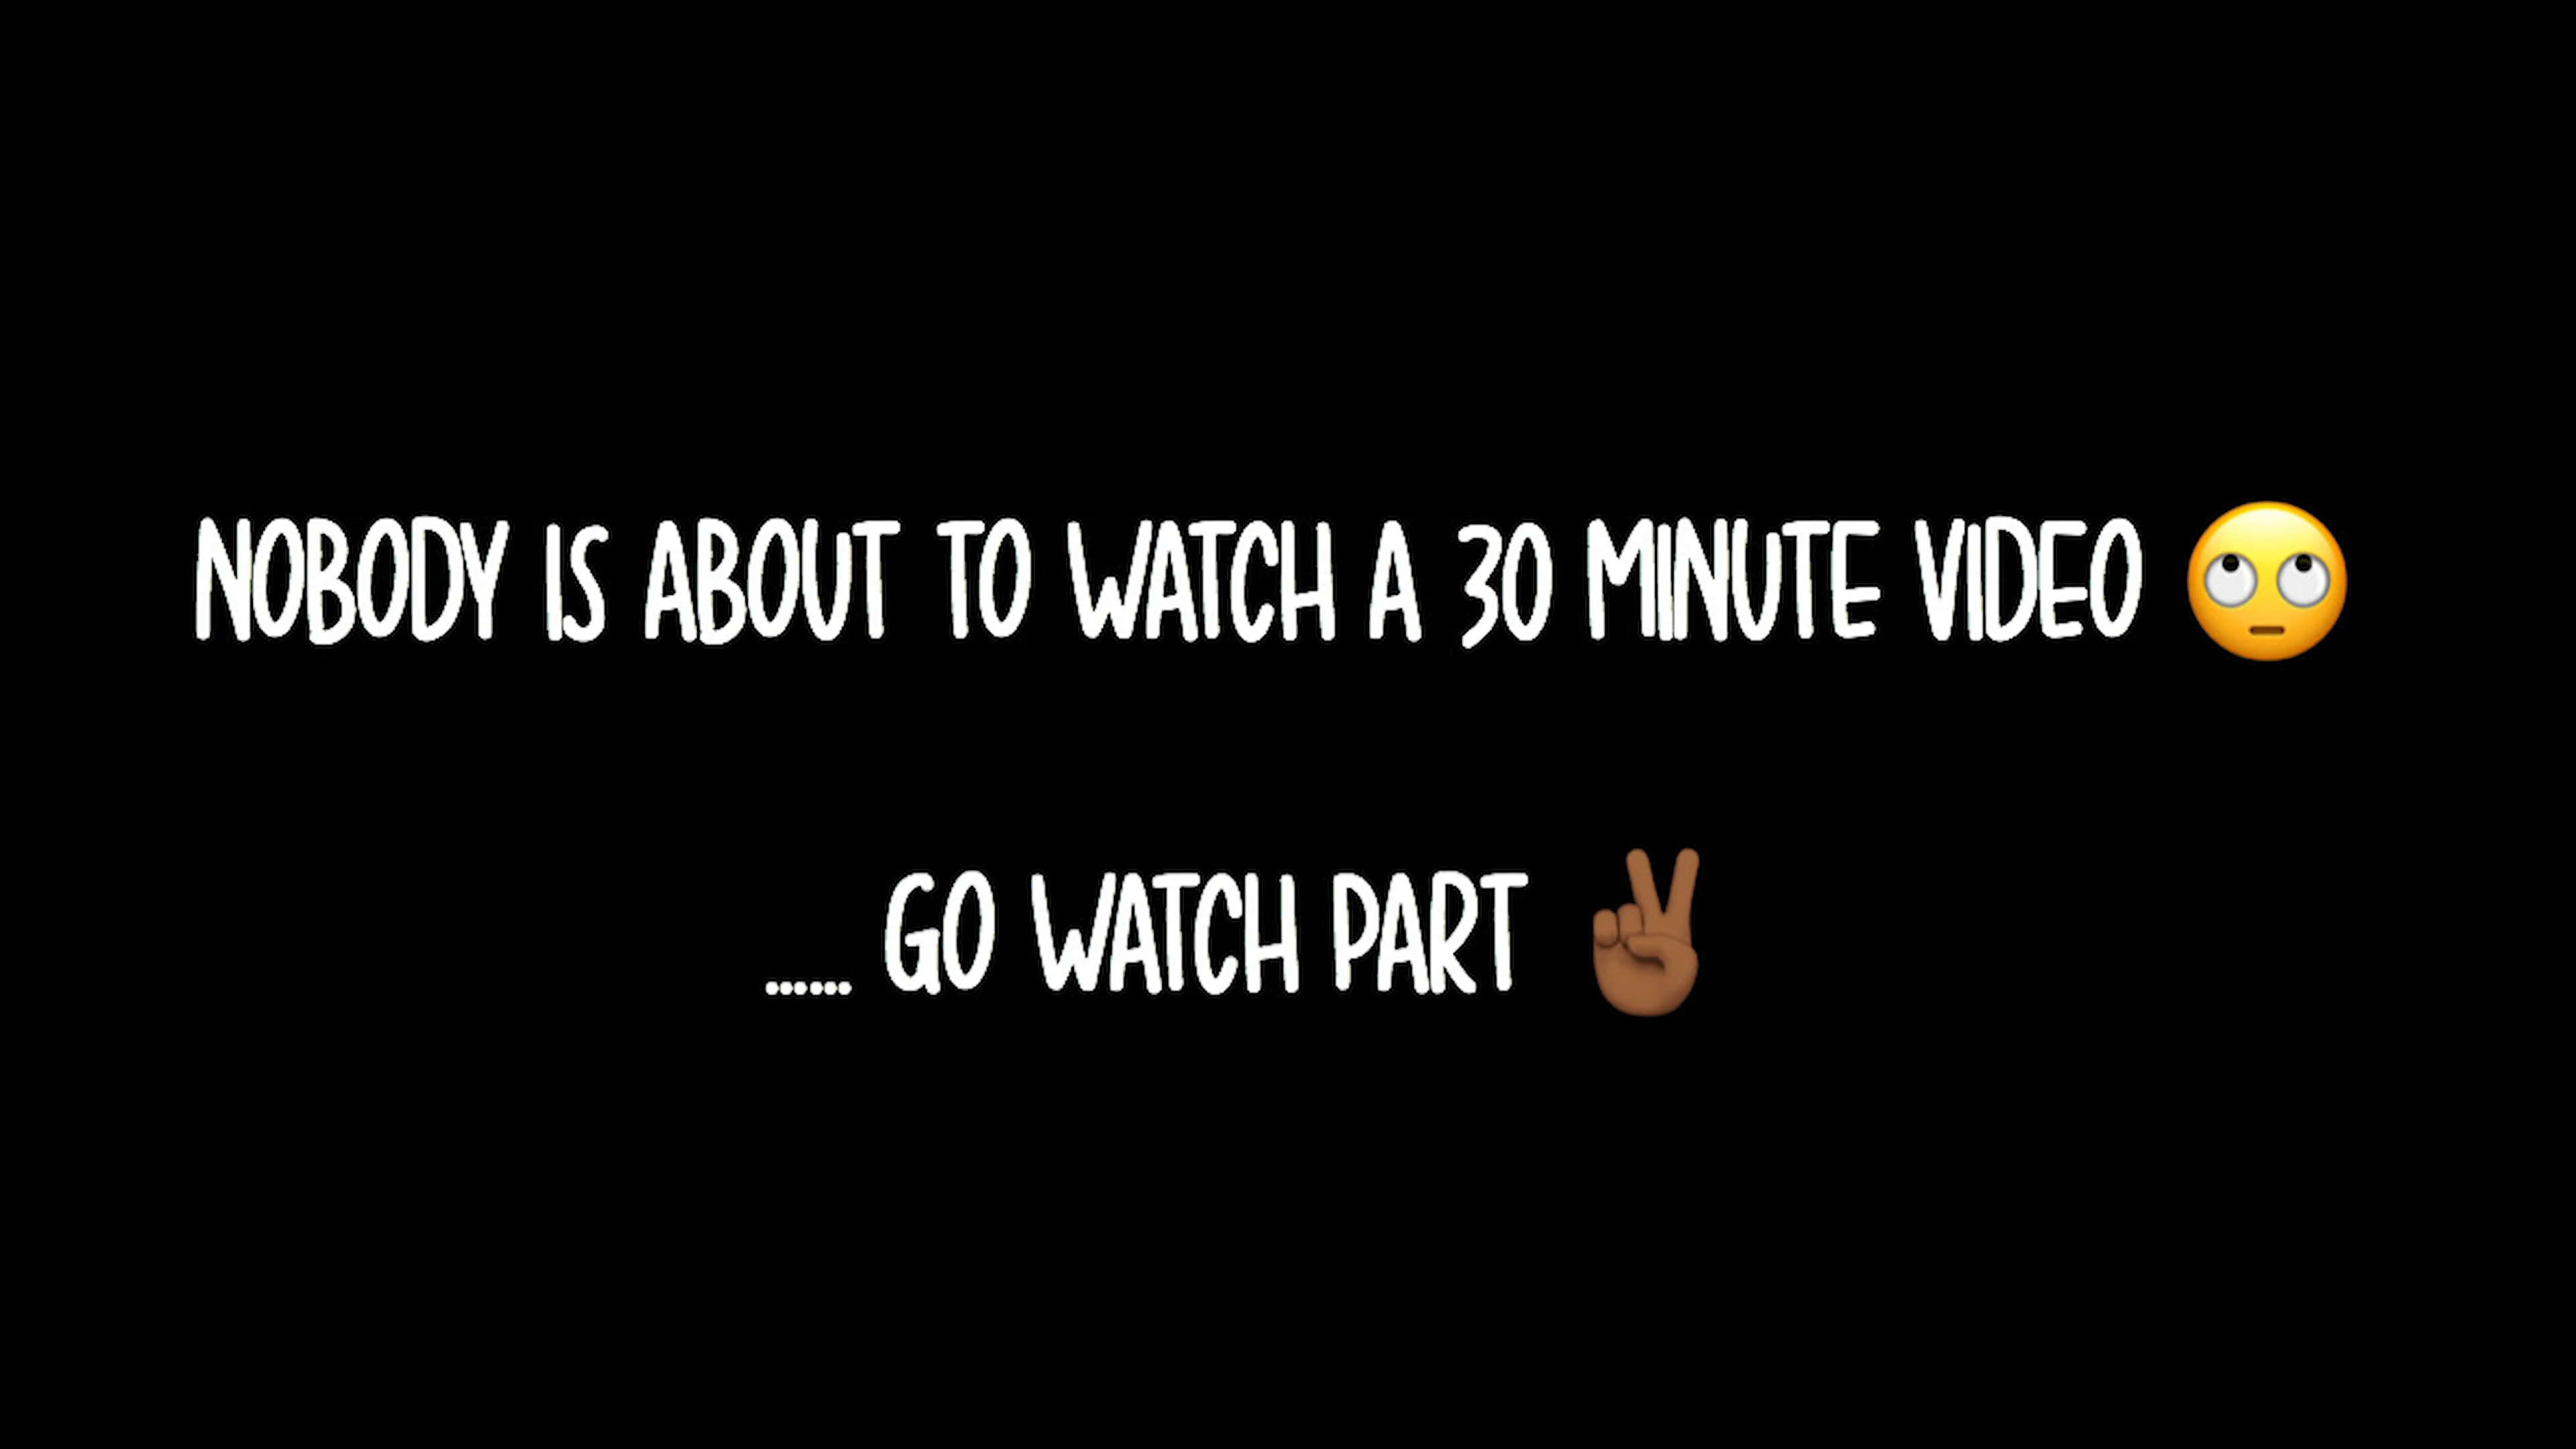 NOBODY IS ABOUT TO WATCH A 30 MINUTE VIDEO 🙄
...... GO WATCH PART ✌🏾